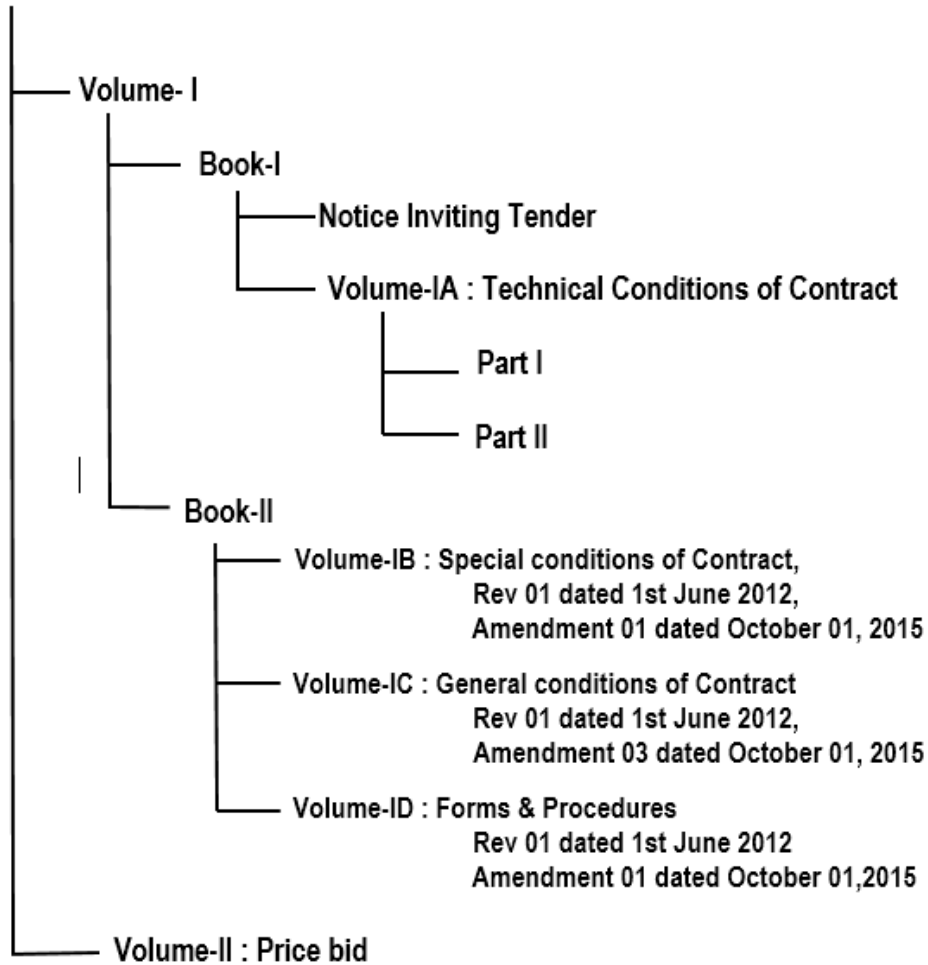 Volume- I
Book-I
Notice Inviting Tender
Volume-IA : Technical Conditions of Contract
Part I
Part II
Book-II
Volume-IB : Special conditions of Contract,
Rev 01 dated 1st June 2012,
Amendment 01 dated October 01, 2015
Volume-IC : General conditions of Contract
Rev 01 dated 1st June 2012,
Amendment 03 dated October 01, 2015
Volume-ID : Forms & Procedures
Rev 01 dated 1st June 2012
Amendment 01 dated October 01,2015
Volume-II : Price bid